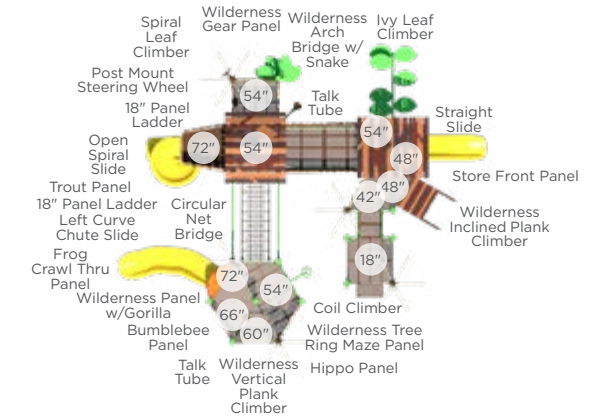 Spiral
Leaf
Climber
Wilderness
Gear Panel
Wilderness
Arch
Bridge w/
Snake
Ivy Leaf
Climber
Post Mount
Steering Wheel
18" Panel
Ladder
Talk
Tube
Straight
Slide
Open
Spiral
Slide
54"
54"
72"
54"
48"
48"
42"
Store Front Panel
Trout Panel
18" Panel Ladder
Left Curve
Chute Slide
Circular
Net
Bridge
Wilderness
Inclined Plank
Climber
Frog
Crawl Thru
Panel
18"
72"
54"
66"
60"
Wilderness Panel
w/Gorilla
Coil Climber
Bumblebee
Panel
Wilderness Tree
Ring Maze Panel
Talk
Tube
Wilderness
Vertical
Plank
Climber
Hippo Panel